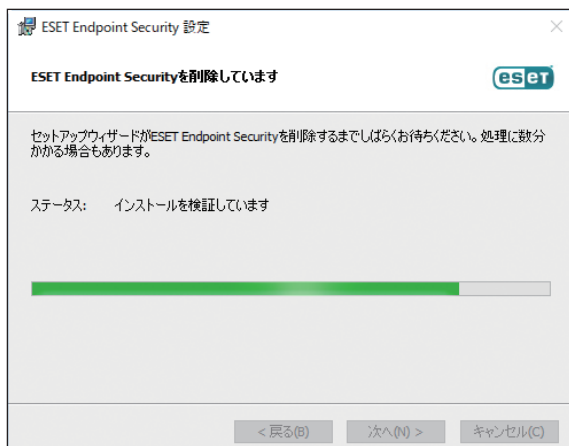 ESET Endpoint Security 設定
ESET Endpoint Securityを削除しています
eseT
セットアップウィザードがESET Endpoint Securityを削除するまでしばらくお待ちください。処理に数分
かかる場合もあります。
ステータス: インストールを検証しています
< 戻る(B) 次へ(N) > キャンセル(C)